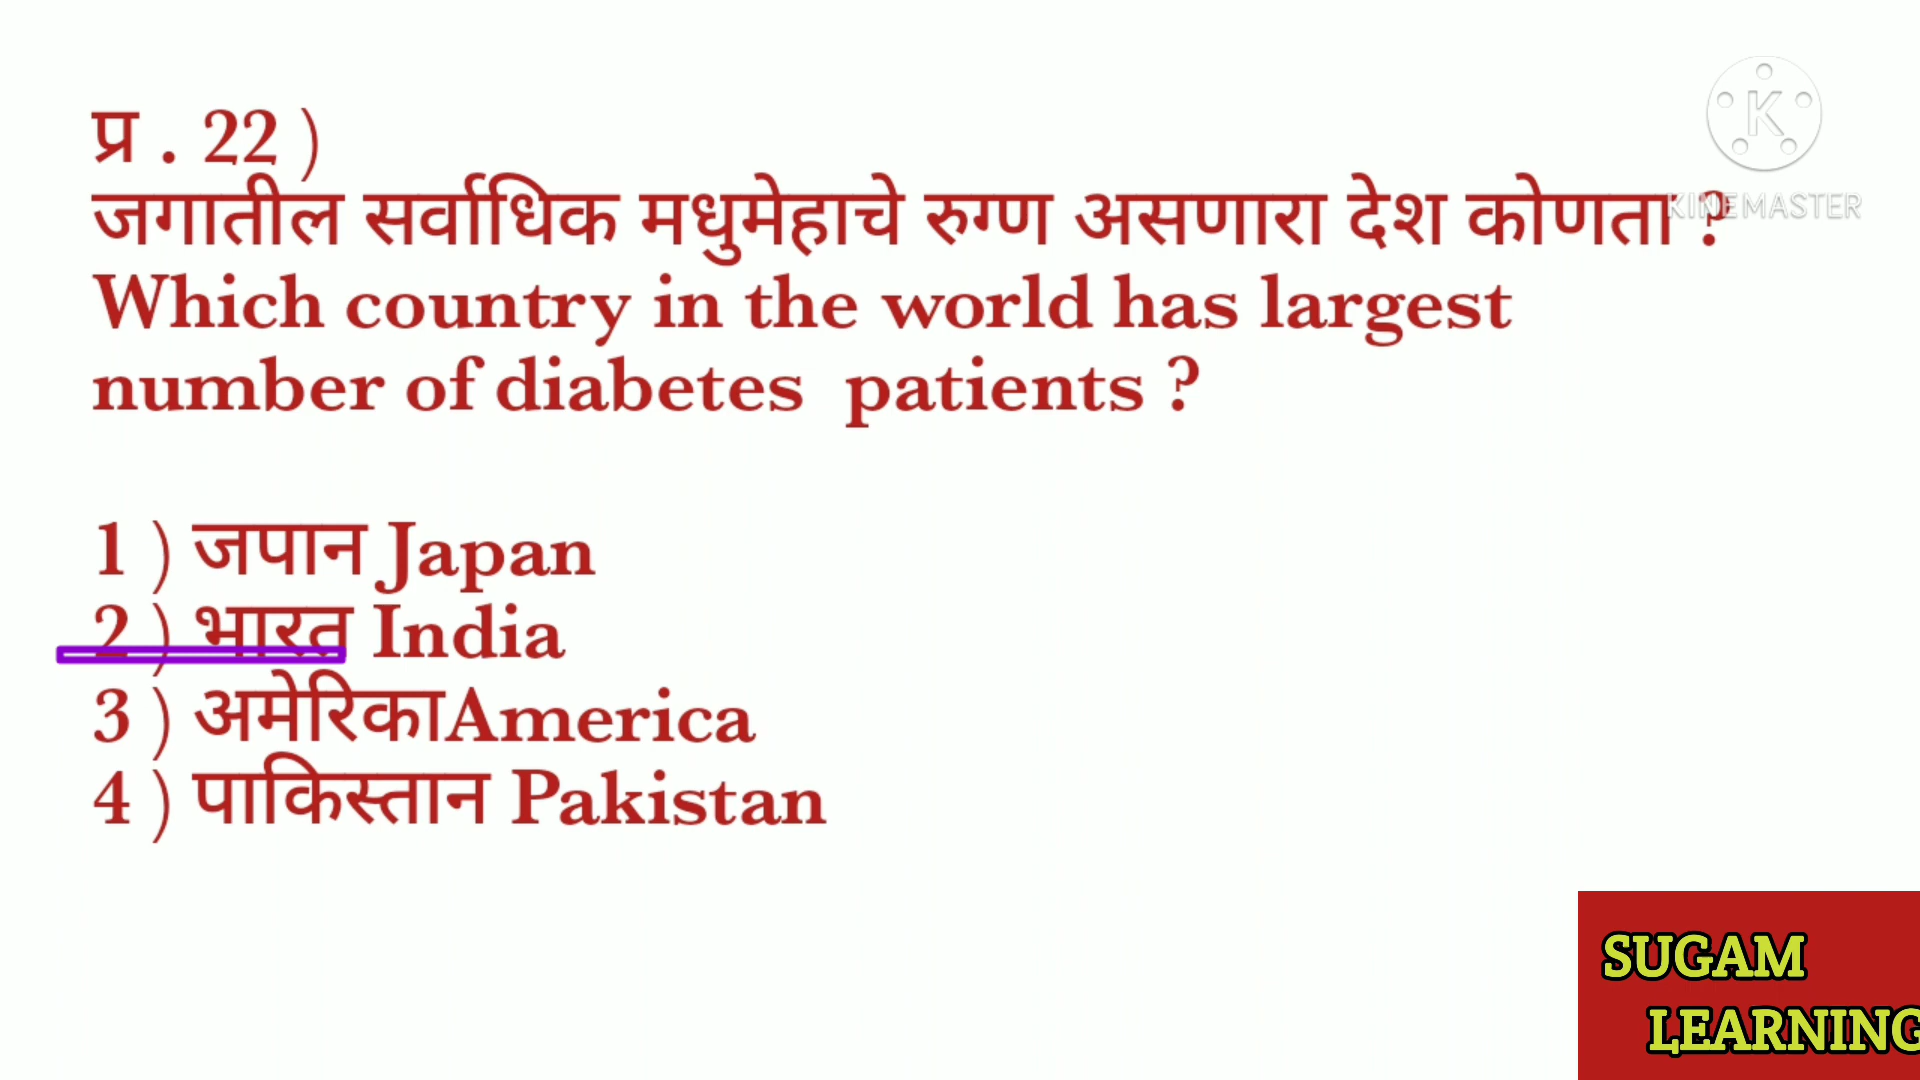 प्र . 22 )
जगातील सर्वाधिक मधुमेहाचे रुग्ण असणारा देश कोणता ?
Which country in the world has largest
number of diabetes patients ?
1 ) जपान Japan
2 ) भारत India
3 ) अमेरिकाAmerica
4 ) पाकिस्तान Pakistan
K
KINEMASTER
SUGAM
LEARNING